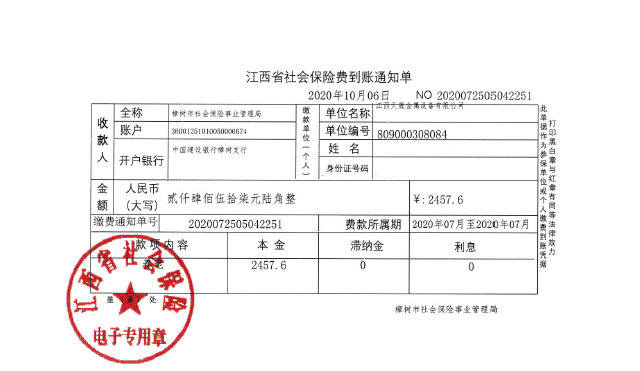 江西省社会保险费到账通知单
2020年10月06日 NO 2020072505042251
收款人 全称 樟树市社会保险事业管理局 缴款单位(个人) 单位名称 江西天晟金属设备有限公司
账户 36001251010050000674 单位编号 809000308084
开户银行 中国建设银行樟树支行 姓名
身份证号码
金额 人民币(大写) 贰仟肆佰伍拾柒元陆角整 ¥:2457.6
缴费通知单号 2020072505042251 费款所属期 2020年07月至2020年07月
款项内容 本金 滞纳金 利息
养老 2457.6 0 0
江西省社会保险
电子专用章
樟树市社会保险事业管理局
此单据作为参保单位或个人缴费到账凭据
打印黑白章与红章有同等法律效力